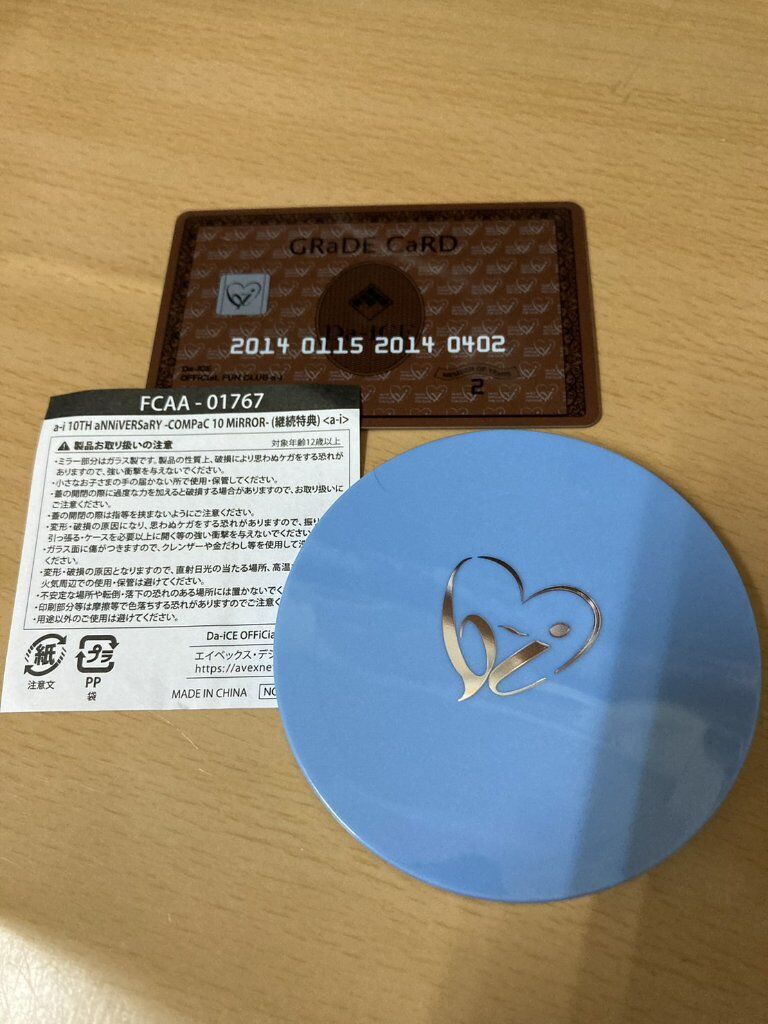 GRaDE CaRD
Da-iCE
2014 0115 2014 0402
Da-iCE
OFFiCiaL FUN CLUB a-i
MEMBER OF YEARS
2
FCAA - 01767
a-i 10TH aNNiVERSaRY -COMPaC 10 MiRROR- (継続特典) <a-i>
製品お取り扱いの注意 対象年齢12歳以上
・ミラー部分はガラス製です。製品の性質上、破損により思わぬケガをする恐れが
ありますので、強い衝撃を与えないでください。
・小さなお子さまの手の届かない所で使用・保管してください。
・蓋の開閉の際に過度な力を加えると破損する場合がありますので、お取り扱いに
ご注意ください。
・蓋の開閉の際は指等を挟まないようにご注意ください。
・変形・破損の原因になり、思わぬケガをする恐れがありますので、振り
引っ張る・ケースを必要以上に開く等の強い衝撃を与えないでください
・ガラス面に傷がつきますので、クレンザーや金だわし等を使用して
ください。
・変形・破損の原因となりますので、直射日光の当たる場所、高温
火気周辺での使用・保管は避けてください。
・不安定な場所や転倒・落下の恐れのある場所には置かないでく
・印刷部分等は摩擦等で色落ちする恐れがありますのでご注意く
・用途以外のご使用は避けてください。
Da-iCE OFFiCia
エイベックス・デジ
https://avexne
紙
注意文
プラ
PP
袋
MADE IN CHINA
a-i